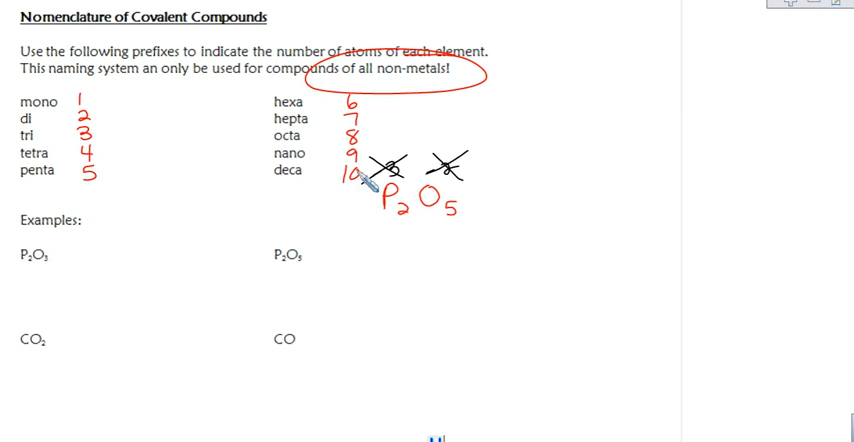 Nomenclature of Covalent Compounds
Use the following prefixes to indicate the number of atoms of each element.
This naming system an only be used for compounds of all non-metals!
mono 1 hexa 6
di 2 hepta 7
tri 3 octa 8
tetra 4 nano 9
penta 5 deca 10
P₂O₅
Examples:
P₂O₃ P₂O₅
CO₂ CO